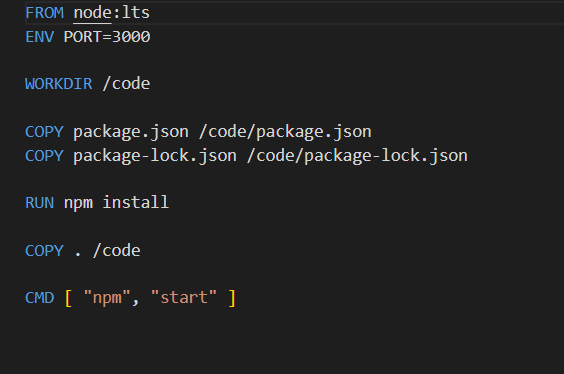 FROM node:lts
ENV PORT=3000
WORKDIR /code
COPY package.json /code/package.json
COPY package-lock.json /code/package-lock.json
RUN npm install
COPY . /code
CMD [ "npm", "start" ]